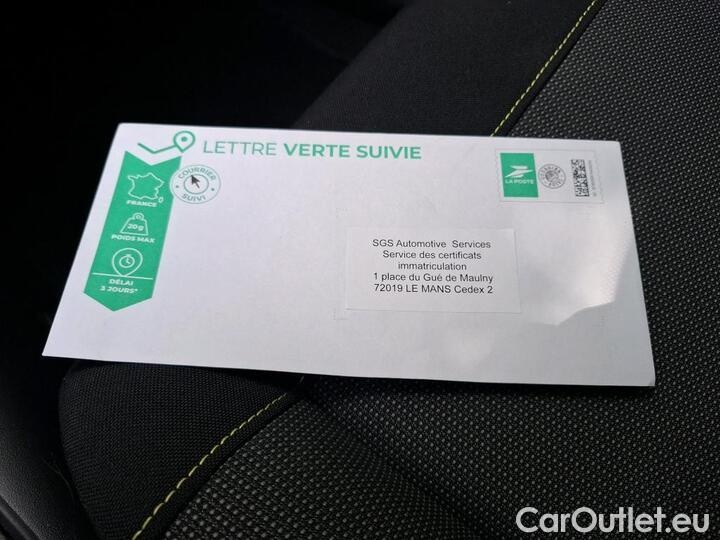 LETTRE VERTE SUIVIE
COURRIER
SUIVI
LA POSTE
FRANCE
20g
POIDS MAX
DÉLAI
3 JOURS*
SGS Automotive Services
Service des certificats
immatriculation
1 place du Gué de Maulny
72019 LE MANS Cedex 2
CarOutlet.eu